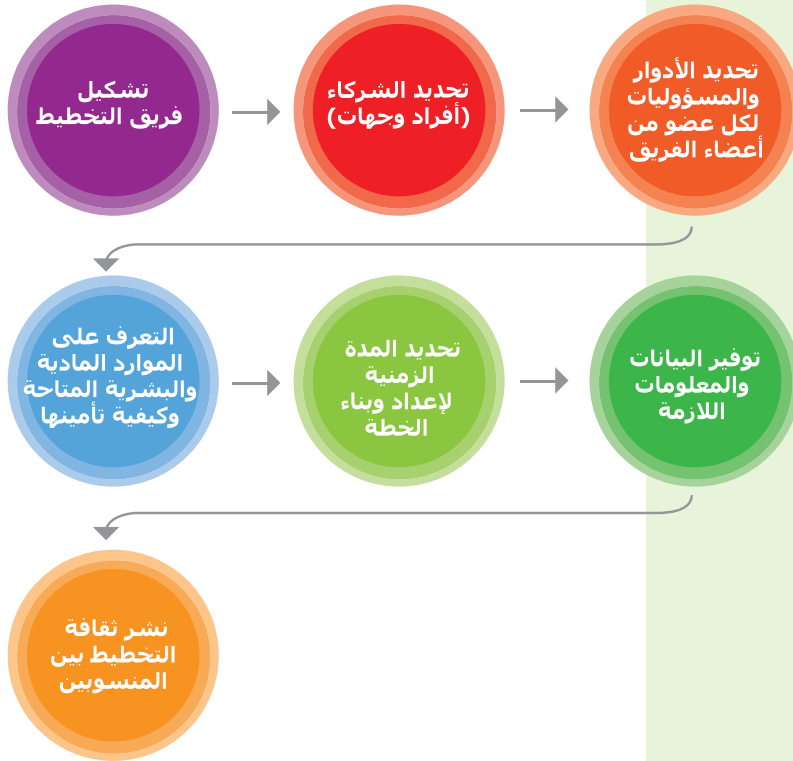 تشكيل
فريق التخطيط
تحديد الشركاء
(أفراد وجهات)
تحديد الأدوار
والمسؤوليات
لكل عضو من
أعضاء الفريق
التعرف على
الموارد المادية
والبشرية المتاحة
وكيفية تأمينها
تحديد المدة
الزمنية
لإعداد وبناء
الخطة
توفير البيانات
والمعلومات
اللازمة
نشر ثقافة
التخطيط بين
المنسوبين